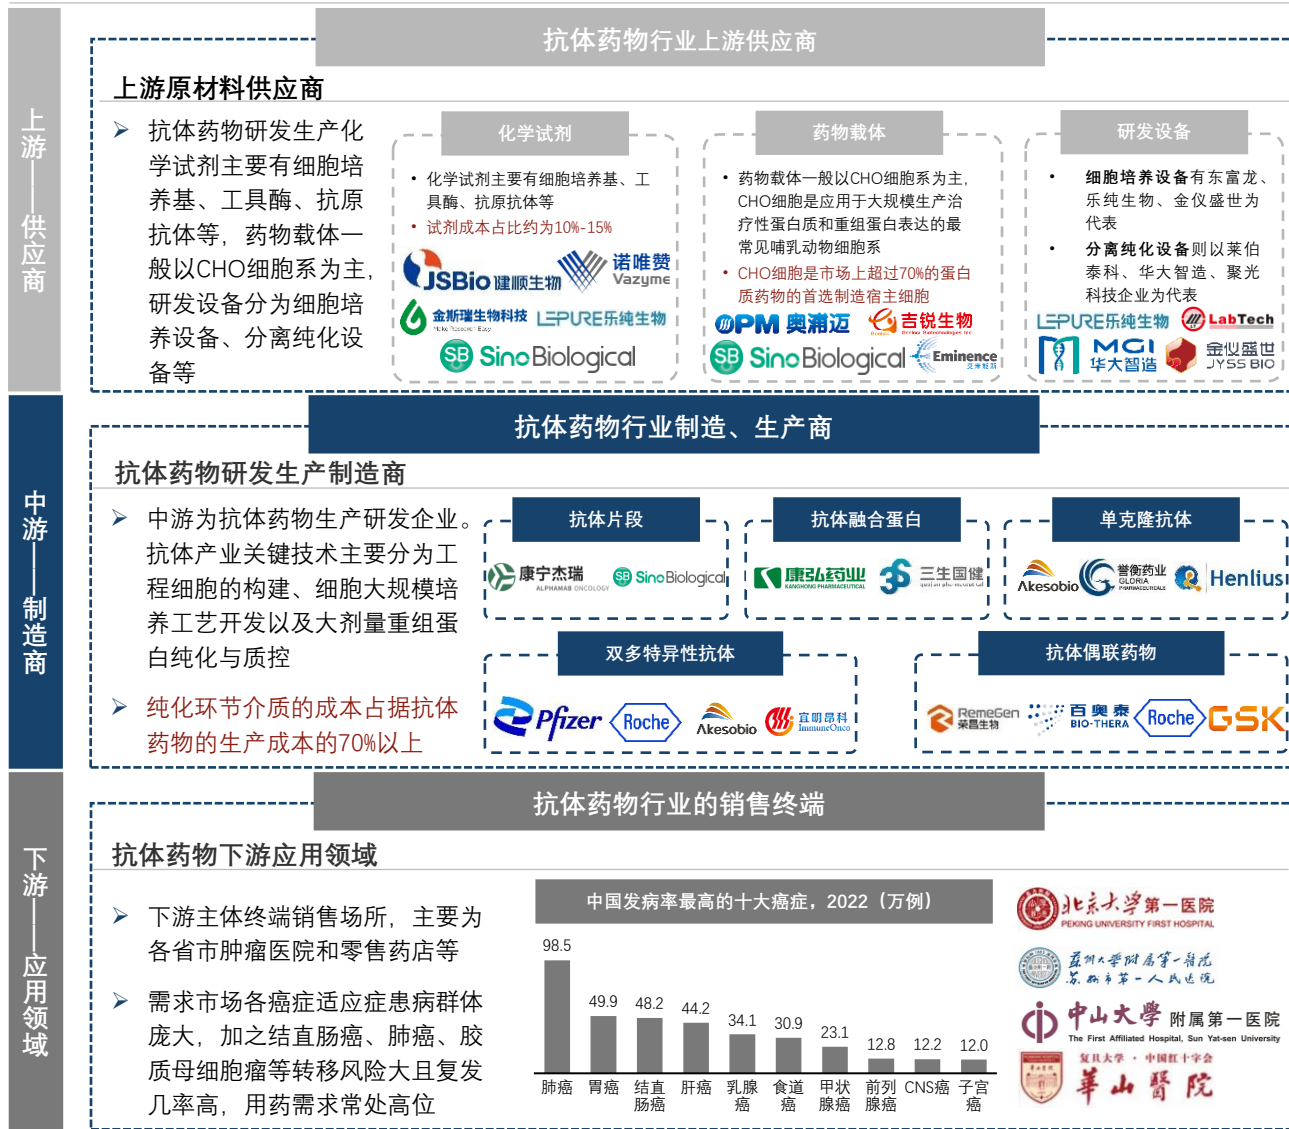 上游——供应商
抗体药物行业上游供应商
上游原材料供应商
抗体药物研发生产化
学试剂主要有细胞培
养基、工具酶、抗原
抗体等，药物载体一
般以CHO细胞系为主，
研发设备分为细胞培
养设备、分离纯化设
备等
化学试剂
• 化学试剂主要有细胞培养基、工
具酶、抗原抗体等
• 试剂成本占比约为10%-15%
JSBio 健顺生物
诺唯赞
Vazyme
金斯瑞生物科技
Make Research Easy
LEPURE乐纯生物
SB SinoBiological
药物载体
• 药物载体一般以CHO细胞系为主，
CHO细胞是应用于大规模生产治
疗性蛋白质和重组蛋白表达的最
常见哺乳动物细胞系
• CHO细胞是市场上超过70%的蛋白
质药物的首选制造宿主细胞
OPM 奥浦迈
吉锐生物
SB SinoBiological
Eminence
研发设备
• 细胞培养设备有东富龙、
乐纯生物、金仪盛世为
代表
• 分离纯化设备则以莱伯
泰科、华大智造、聚光
科技企业为代表
LEPURE乐纯生物
LabTech
MGI
华大智造
金仪盛世
JYSS BIO
中游——制造商
抗体药物行业制造、生产商
抗体药物研发生产制造商
中游为抗体药物生产研发企业。
抗体产业关键技术主要分为工
程细胞的构建、细胞大规模培
养工艺开发以及大剂量重组蛋
白纯化与质控
纯化环节介质的成本占据抗体
药物的生产成本的70%以上
抗体片段
康宁杰瑞
ALPHAMAB ONCOLOGY
SB SinoBiological
抗体融合蛋白
康弘药业
KANGHONG PHARMACEUTICAL
三生国健
单克隆抗体
Akesobio
誉衡药业
GLORIA
PHARMACEUTICALS
Henlius
双多特异性抗体
Pfizer
Roche
Akesobio
宜明昂科
ImmuneOnco
抗体偶联药物
RemeGen
荣昌生物
百奥泰
BIO-THERA
Roche
GSK
下游——应用领域
抗体药物行业的销售终端
抗体药物下游应用领域
下游主体终端销售场所，主要为
各省市肿瘤医院和零售药店等
需求市场各癌症适应症患病群体
庞大，加之结直肠癌、肺癌、胶
质母细胞瘤等转移风险大且复发
几率高，用药需求常处高位
中国发病率最高的十大癌症，2022（万例）
98.5
49.9
48.2
44.2
34.1
30.9
23.1
12.8
12.2
12.0
肺癌
胃癌
结直
肠癌
肝癌
乳腺
癌
食道
癌
甲状
腺癌
前列
腺癌
CNS癌
子宫
癌
北京大学第一医院
PEKING UNIVERSITY FIRST HOSPITAL
蘇州大學附屬第一醫院
苏州市第一人民医院
中山大學 附属第一医院
The First Affiliated Hospital, Sun Yat-sen University
复旦大学 · 中国红十字会
華山醫院